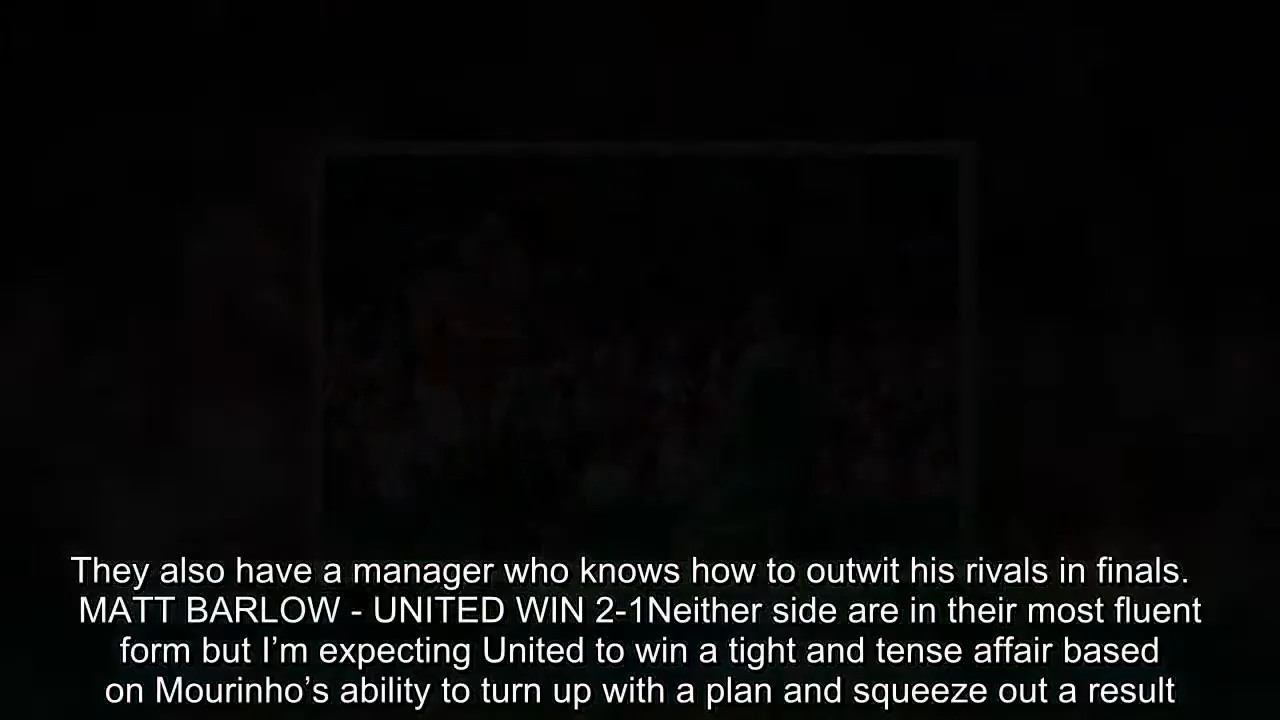 They also have a manager who knows how to outwit his rivals in finals.
MATT BARLOW - UNITED WIN 2-1Neither side are in their most fluent
form but I’m expecting United to win a tight and tense affair based
on Mourinho’s ability to turn up with a plan and squeeze out a result